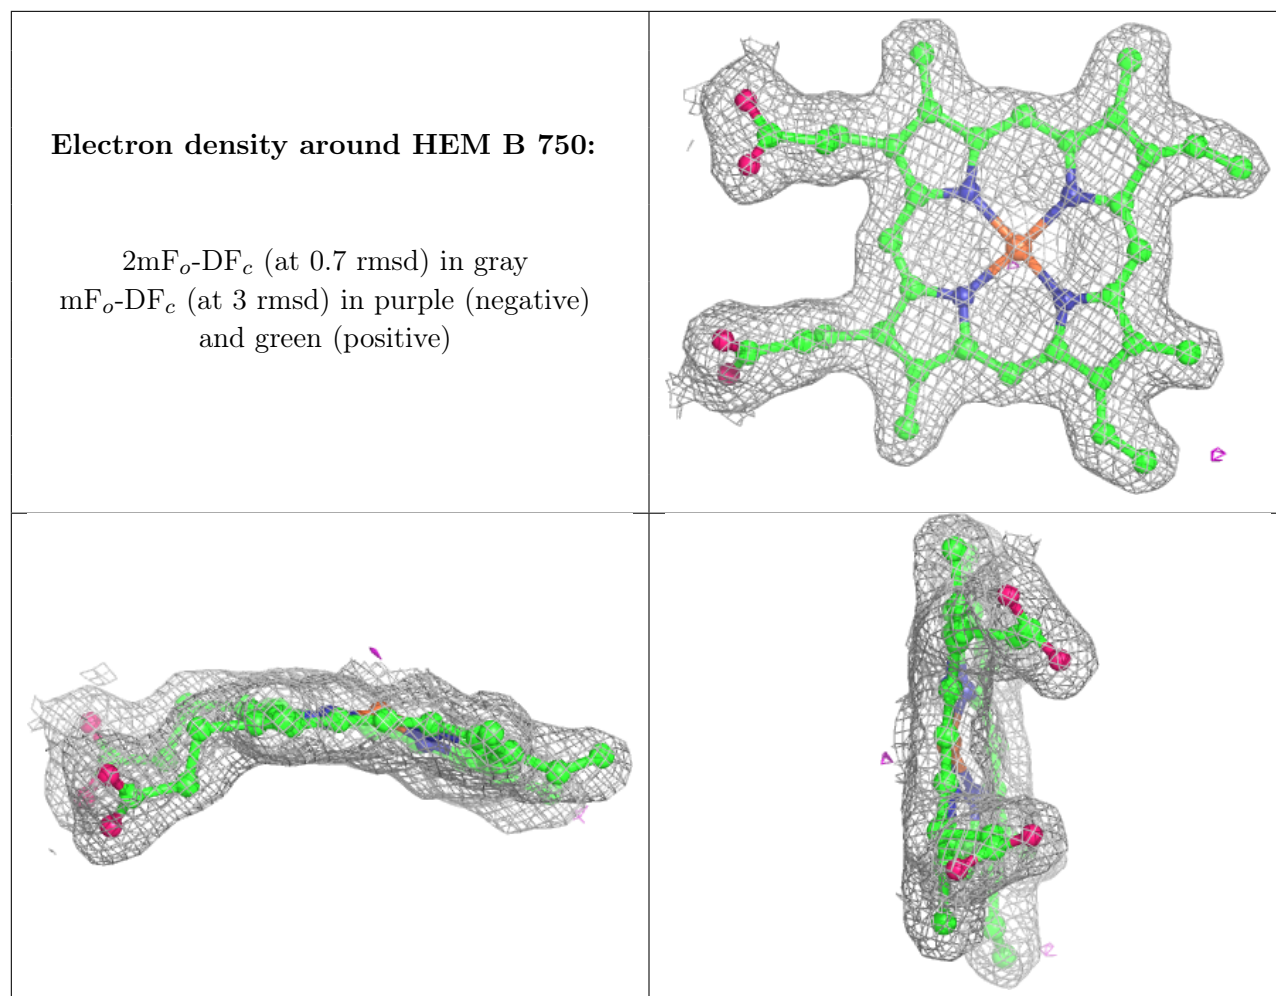 Electron density around HEM B 750:
2mFo-DFc (at 0.7 rmsd) in gray
mFo-DFc (at 3 rmsd) in purple (negative)
and green (positive)